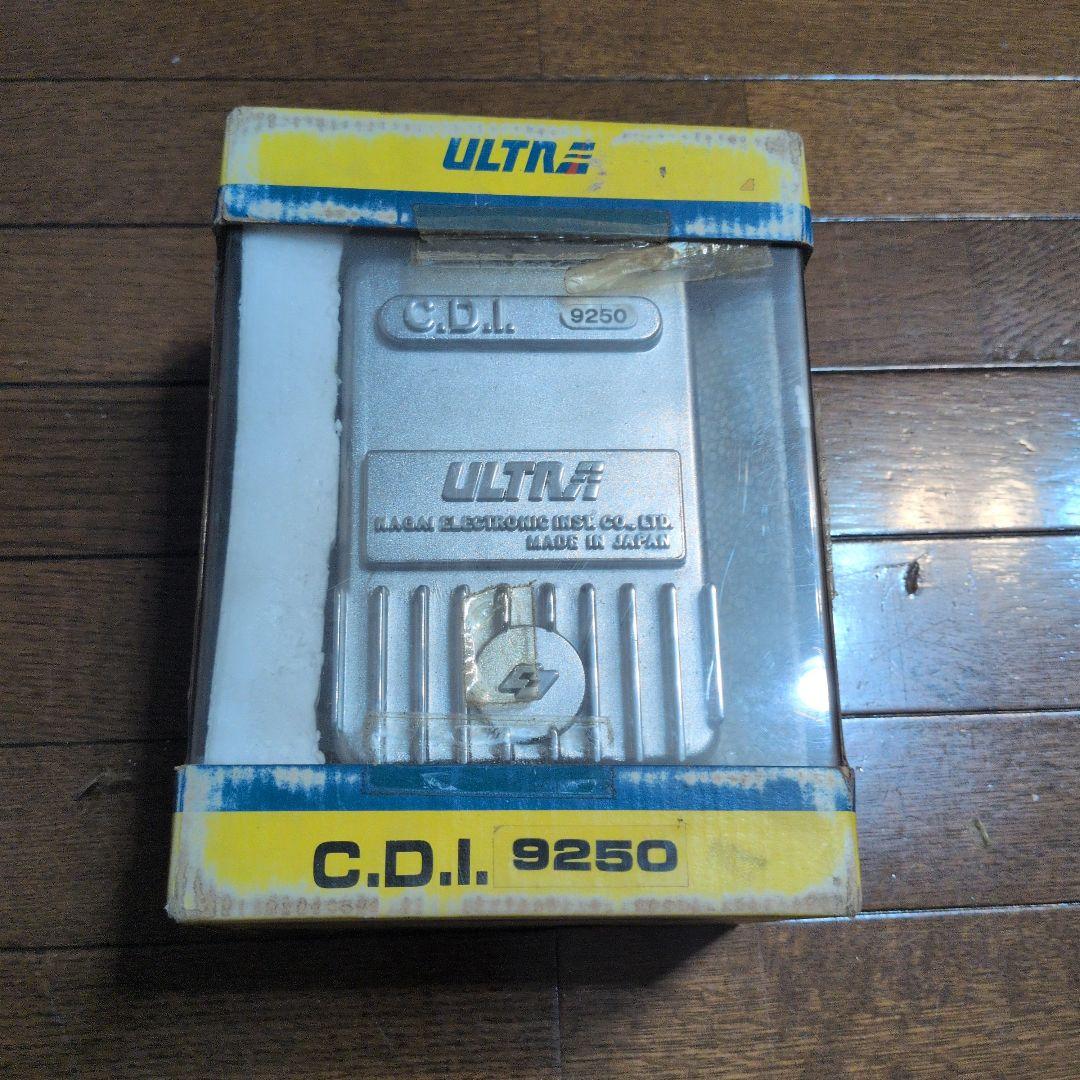 ULTRA
C.D.I. 9250
ULTRA
NAGAI ELECTRONIC INST. CO., LTD.
MADE IN JAPAN
C.D.I. 9250